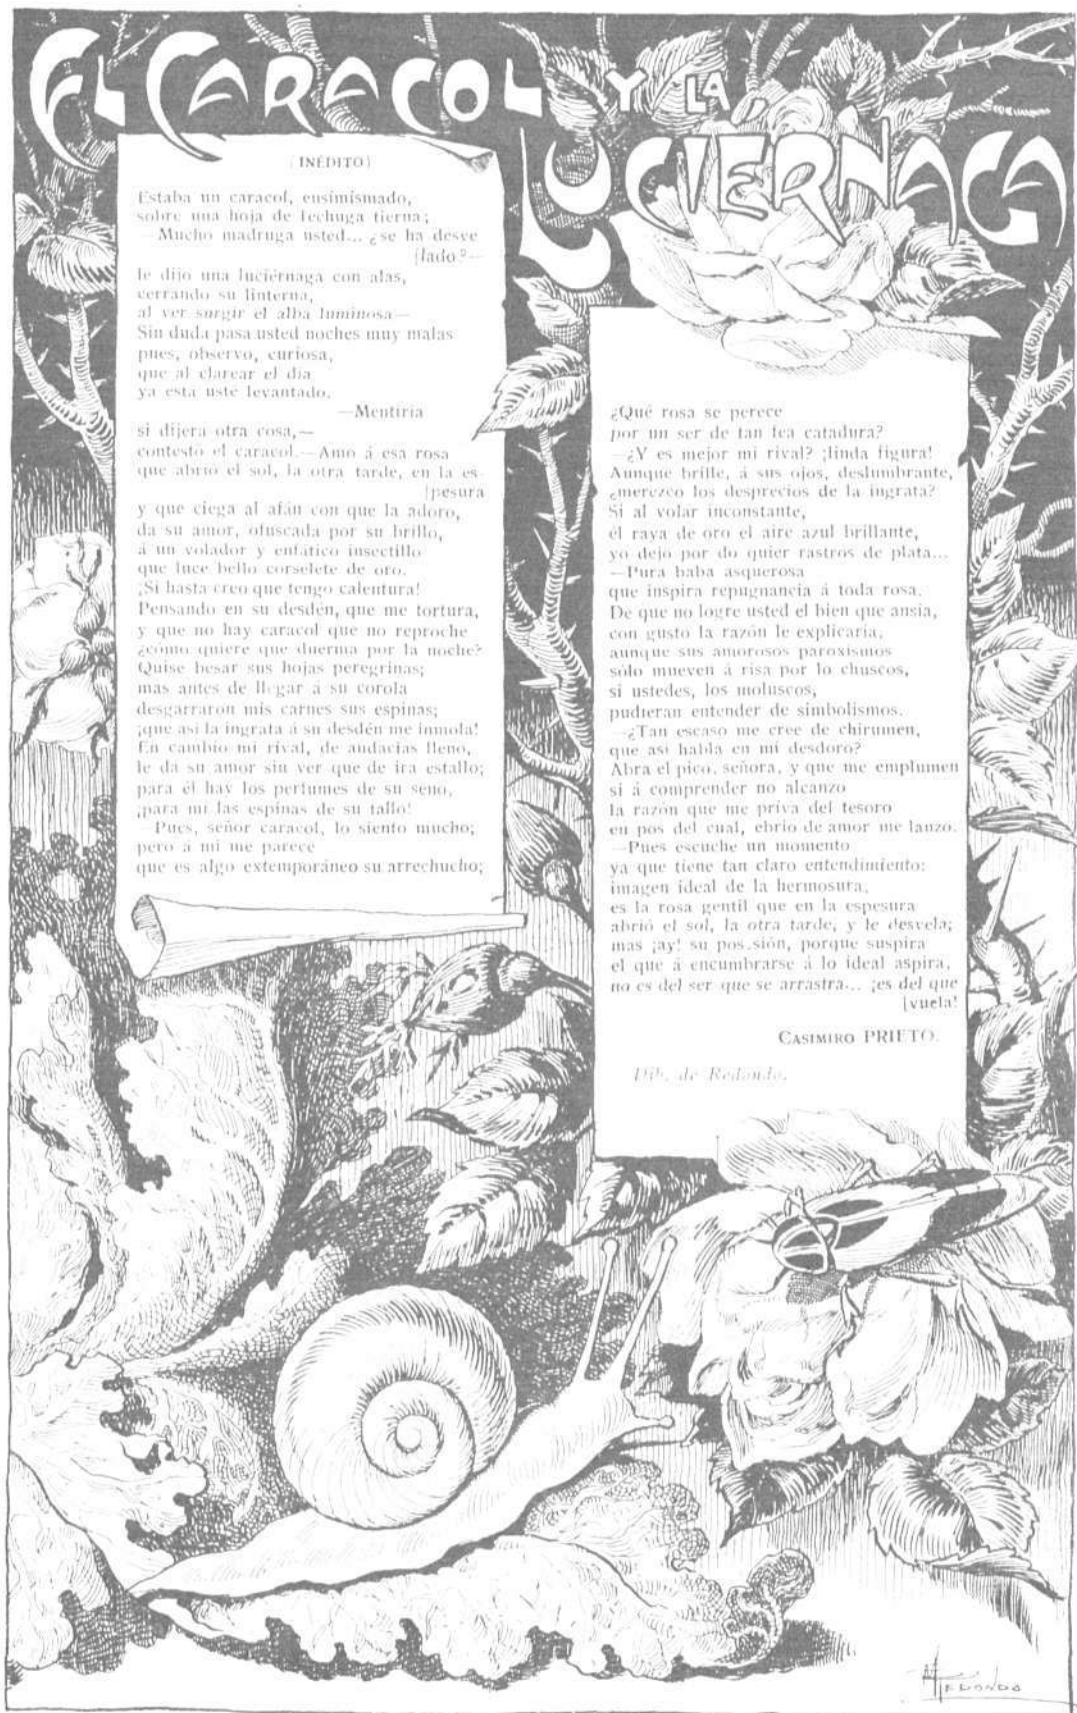 EL CARACOL Y LA LUCIÉRNAGA
(INÉDITO)
Estaba un caracol, ensimismado,
sobre una hoja de lechuga tierna;
—Mucho madruga usted... ¿se ha desve
[lado?—
le dijo una luciérnaga con alas,
cerrando su linterna,
al ver surgir el alba luminosa—
Sin duda pasa usted noches muy malas
pues, observo, curiosa,
que al clarear el día
ya está usté levantado.
—Mentiría
si dijera otra cosa,—
contestó el caracol.—Amo á esa rosa
que abrió el sol, la otra tarde, en la es-
[pesura
y que ciega al afán con que la adoro,
da su amor, ofuscada por su brillo,
á un volador y enfático insectillo
que luce bello corselete de oro.
¡Si hasta creo que tengo calentura!
Pensando en su desdén, que me tortura,
y que no hay caracol que no reproche
¿cómo quiere que duerma por la noche?
Quise besar sus hojas peregrinas;
mas antes de llegar á su corola
desgarraron mis carnes sus espinas;
¡que así la ingrata á su desdén me inmola!
En cambio mi rival, de audacias lleno,
le da su amor sin ver que de ira estallo;
para él hay los perfumes de su seno,
¡para mí las espinas de su tallo!
—Pues, señor caracol, lo siento mucho;
pero á mi me parece
que es algo extemporáneo su arrechucho;
¿Qué rosa se perece
por un ser de tan fea catadura?
—¿Y es mejor mi rival? ¡linda figura!
Aunque brille, á sus ojos, deslumbrante,
¿merezco los desprecios de la ingrata?
Si al volar inconstante,
él raya de oro el aire azul brillante,
yo dejo por do quier rastros de plata...
—Pura baba asquerosa
que inspira repugnancia á toda rosa.
De que no logre usted el bien que ansía,
con gusto la razón le explicaría,
aunque sus amorosos paroxismos
sólo mueven á risa por lo chuscos,
si ustedes, los moluscos,
pudieran entender de simbolismos.
—¿Tan escaso me cree de chirumen,
que así habla en mi desdoro?
Abra el pico, señora, y que me emplumen
si á comprender no alcanzo
la razón que me priva del tesoro
en pos del cual, ebrio de amor me lanzo.
—Pues escuche un momento
ya que tiene tan claro entendimiento:
imagen ideal de la hermosura,
es la rosa gentil que en la espesura
abrió el sol, la otra tarde, y le desvela;
mas ¡ay! su pos.sión, porque suspira
el que á encumbrarse á lo ideal aspira,
no es del ser que se arrastra... ¡es del que
[vuela!
CASIMIRO PRIETO.
Dib. de Redondo.
REDONDO